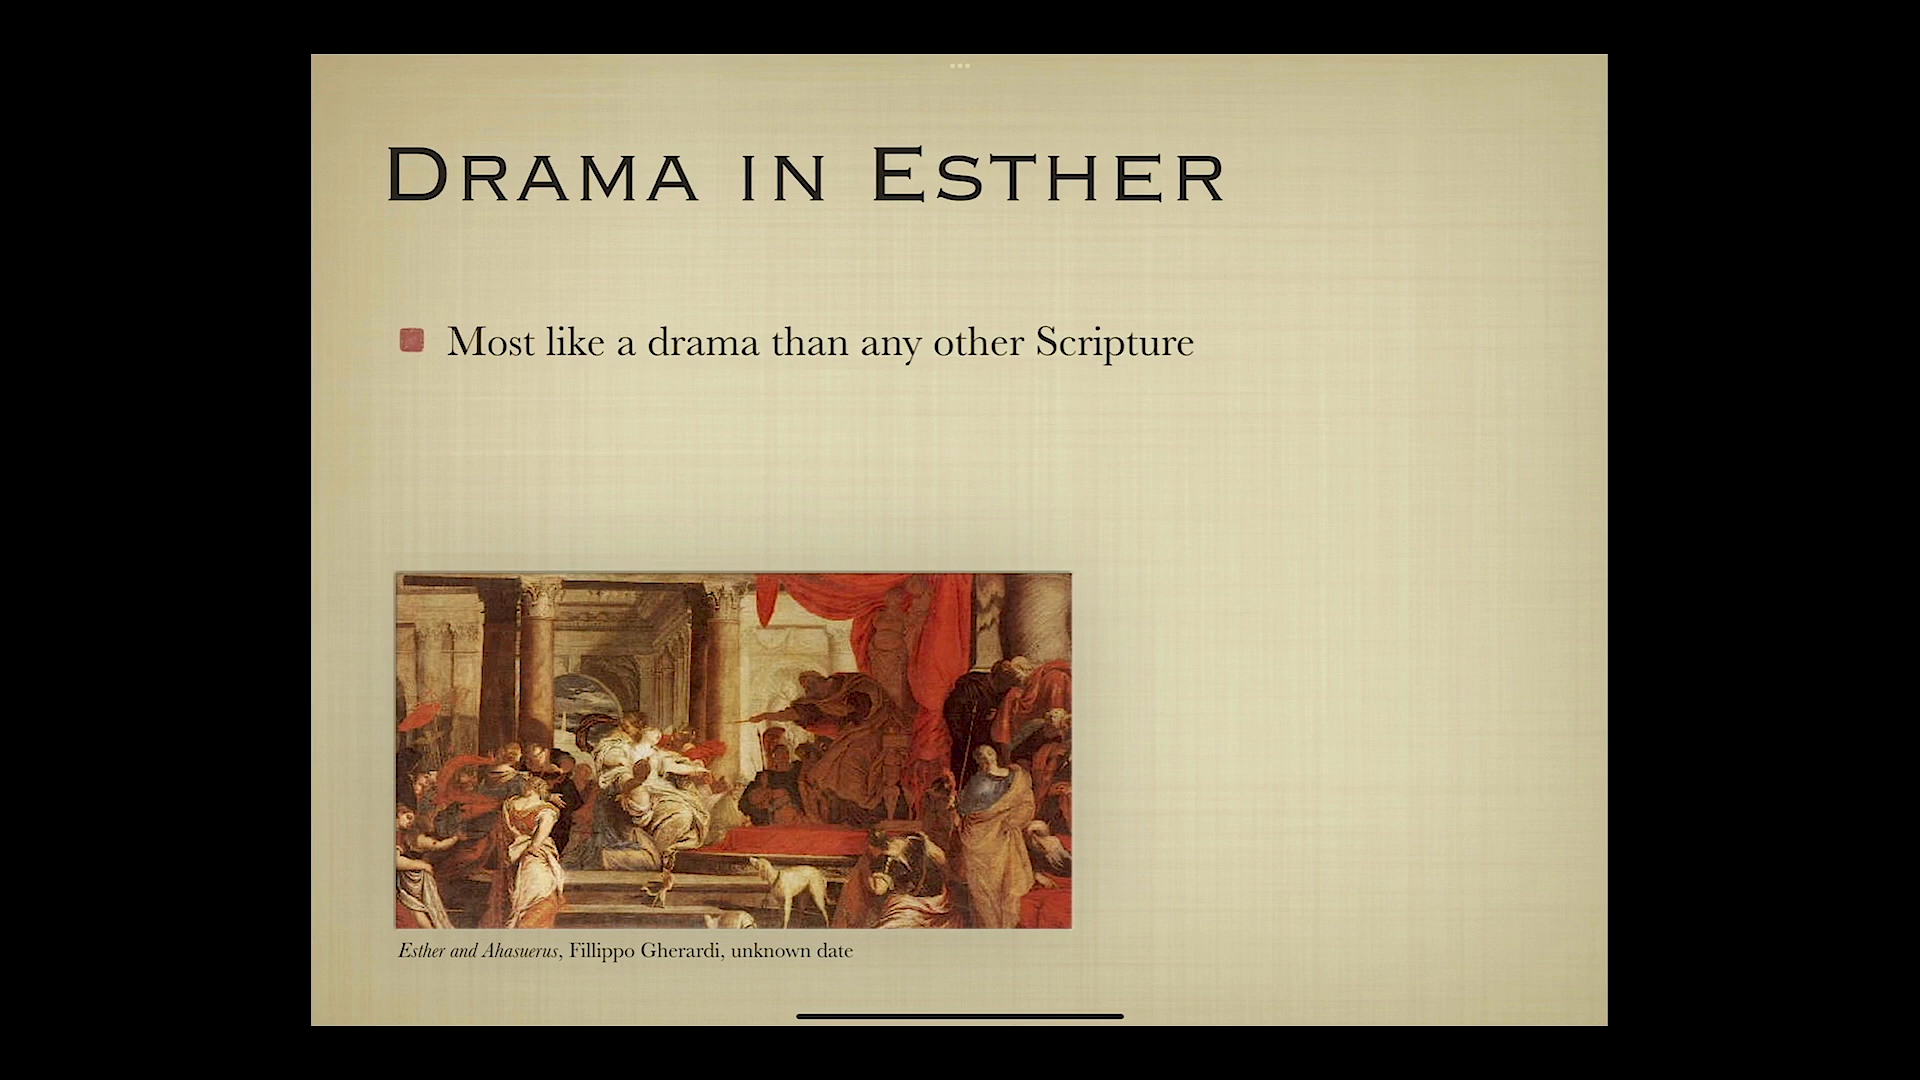 Drama in Esther
Most like a drama than any other Scripture
Esther and Ahasuerus, Fillippo Gherardi, unknown date